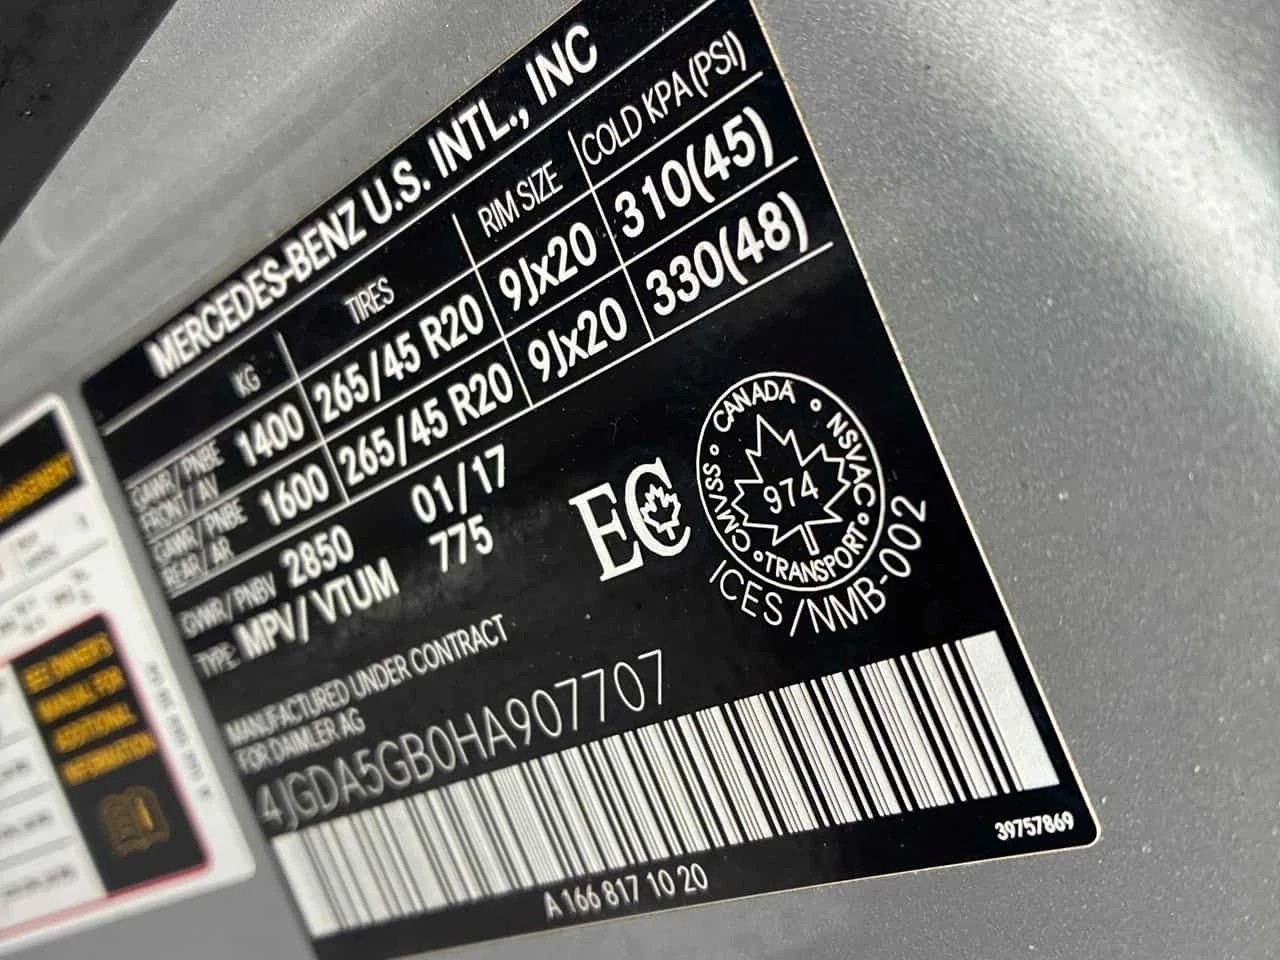 MERCEDES-BENZ U.S. INTL., INC
KG TIRES RIM SIZE COLD KPA(PSI)
GAWR/PNBE FRONT/AV 1400 265/45 R20 9Jx20 310(45)
GAWR/PNBE REAR/AR 1600 265/45 R20 9Jx20 330(48)
GVWR/PNBV 2850 01/17
TYPE: MPV/VTUM 775
EC
CANADA NSVAC TRANSPORT CMVSS
974
ICES/NMB-002
MANUFACTURED UNDER CONTRACT
FOR DAIMLER AG
4JGDA5GB0HA907707
39757869
A 166 817 10 20
SEE OWNER'S
MANUAL FOR
ADDITIONAL
INFORMATION